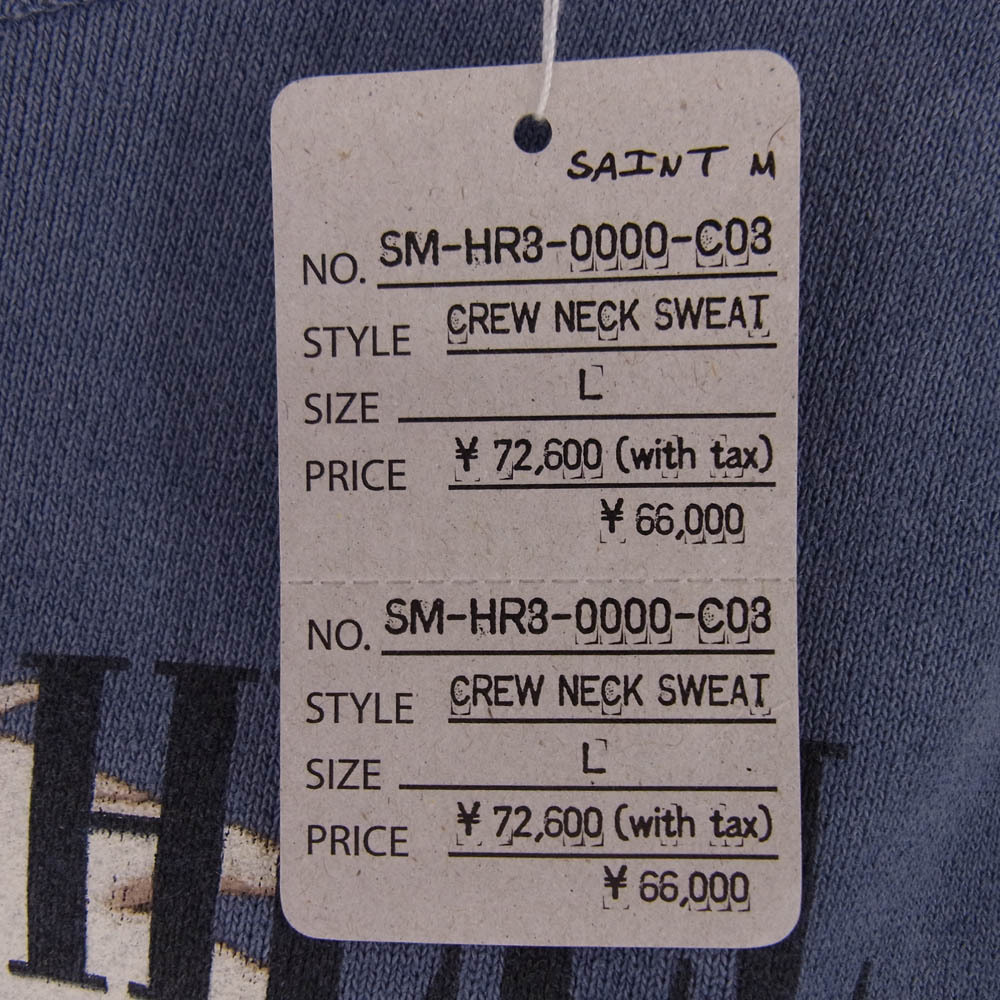 SAINT M
NO. SM-HR3-0000-C03
STYLE CREW NECK SWEAT
SIZE L
PRICE ¥ 72,600 (with tax)
¥ 66,000
NO. SM-HR3-0000-C03
STYLE CREW NECK SWEAT
SIZE L
PRICE ¥ 72,600 (with tax)
¥ 66,000